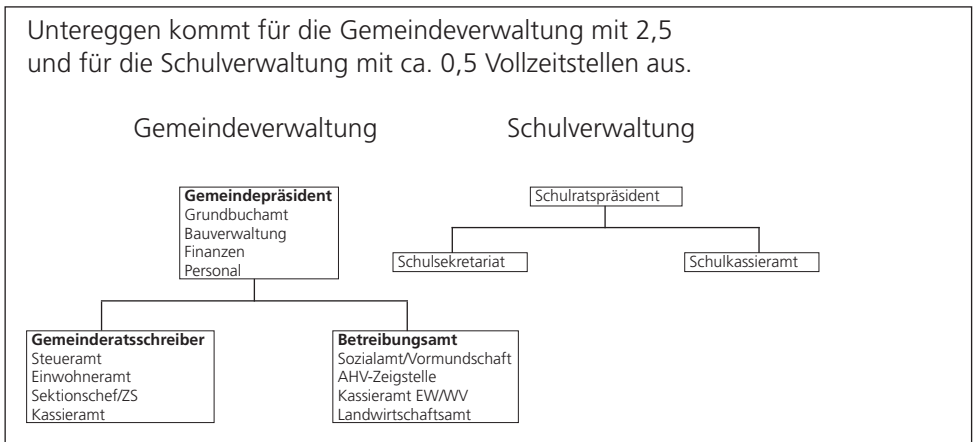 Untereggen kommt für die Gemeindeverwaltung mit 2,5
und für die Schulverwaltung mit ca. 0,5 Vollzeitstellen aus.
Gemeindeverwaltung
Schulverwaltung
Gemeindepräsident
Grundbuchamt
Bauverwaltung
Finanzen
Personal
Gemeinderatsschreiber
Steueramt
Einwohneramt
Sektionschef/ZS
Kassieramt
Betreibungsamt
Sozialamt/Vormundschaft
AHV-Zeigstelle
Kassieramt EW/WV
Landwirtschaftsamt
Schulratspräsident
Schulsekretariat
Schulkassieramt